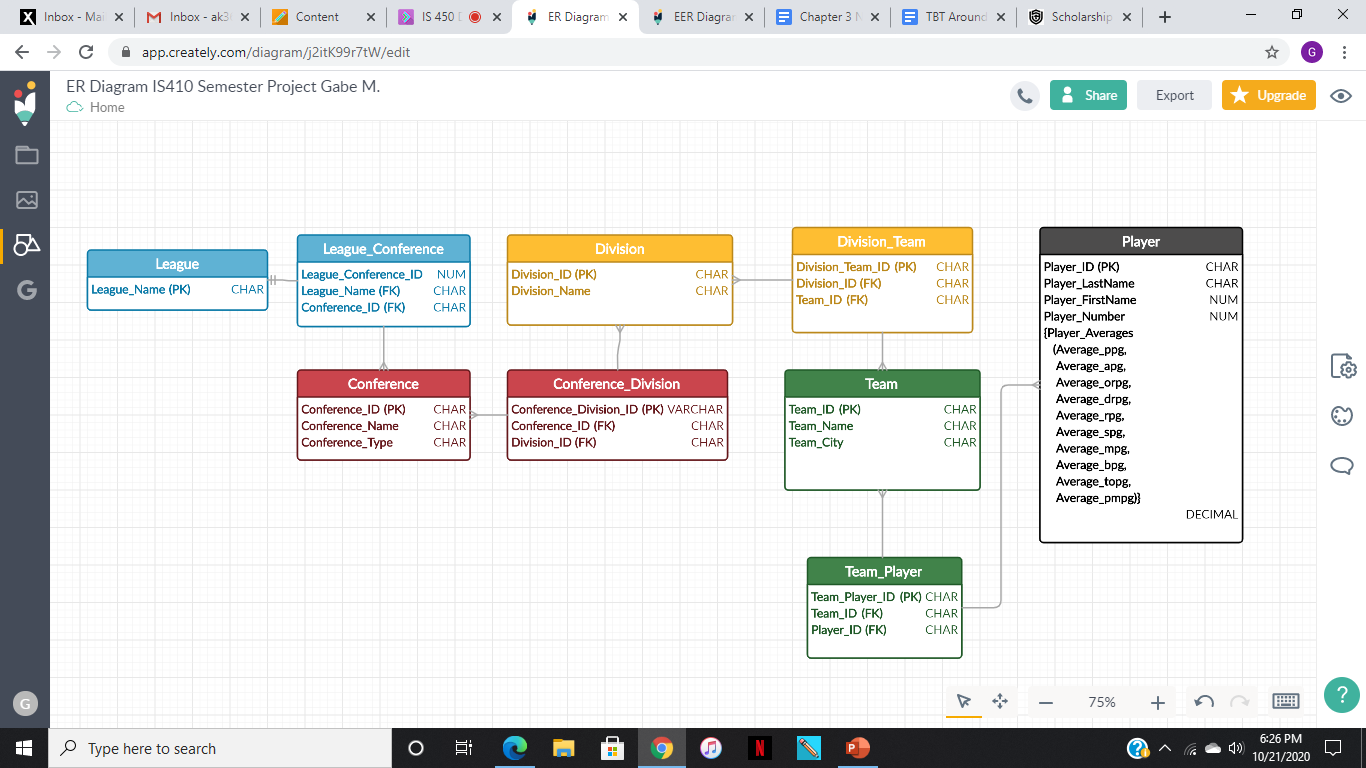 Inbox - Mai
Inbox - ak3
Content
IS 450 D
ER Diagram
EER Diagra
Chapter 3 N
TBT Around
Scholarship
app.creately.com/diagram/j2itK99r7tW/edit
G
ER Diagram IS410 Semester Project Gabe M.
Home
Share
Export
Upgrade
League
League_Name (PK) CHAR
League_Conference
League_Conference_ID NUM
League_Name (FK) CHAR
Conference_ID (FK) CHAR
Division
Division_ID (PK) CHAR
Division_Name CHAR
Division_Team
Division_Team_ID (PK) CHAR
Division_ID (FK) CHAR
Team_ID (FK) CHAR
Player
Player_ID (PK) CHAR
Player_LastName CHAR
Player_FirstName NUM
Player_Number NUM
{Player_Averages
(Average_ppg,
Average_apg,
Average_orpg,
Average_drpg,
Average_rpg,
Average_spg,
Average_mpg,
Average_bpg,
Average_topg,
Average_pmpg)}
DECIMAL
Conference
Conference_ID (PK) CHAR
Conference_Name CHAR
Conference_Type CHAR
Conference_Division
Conference_Division_ID (PK) VARCHAR
Conference_ID (FK) CHAR
Division_ID (FK) CHAR
Team
Team_ID (PK) CHAR
Team_Name CHAR
Team_City CHAR
Team_Player
Team_Player_ID (PK) CHAR
Team_ID (FK) CHAR
Player_ID (FK) CHAR
G
75%
?
Type here to search
6:26 PM
10/21/2020